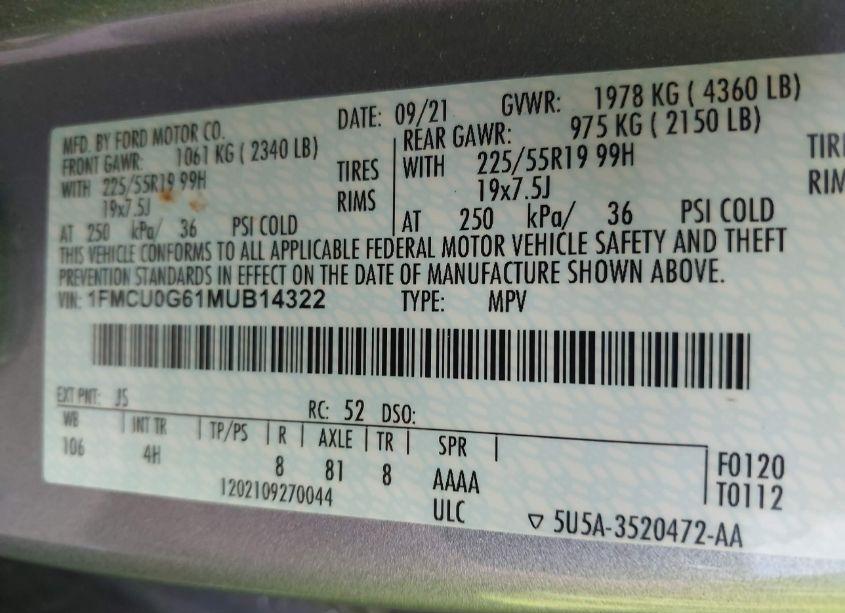 MFD. BY FORD MOTOR CO. DATE: 09/21 GVWR: 1978 KG ( 4360 LB)
FRONT GAWR: 1061 KG ( 2340 LB) REAR GAWR: 975 KG ( 2150 LB)
WITH 225/55R19 99H TIRES WITH 225/55R19 99H TIRE
19x7.5J RIMS 19x7.5J RIM
AT 250 kPa/ 36 PSI COLD AT 250 kPa/ 36 PSI COLD
THIS VEHICLE CONFORMS TO ALL APPLICABLE FEDERAL MOTOR VEHICLE SAFETY AND THEFT
PREVENTION STANDARDS IN EFFECT ON THE DATE OF MANUFACTURE SHOWN ABOVE.
VIN: 1FMCU0G61MUB14322 TYPE: MPV
EXT PNT: JS RC: 52 DSO:
WB | INT TR | TP/PS | R | AXLE | TR | SPR |
106 4H 8 81 8 AAAA
F0120
T0112
1202109270044 ULC ▽ 5U5A-3520472-AA